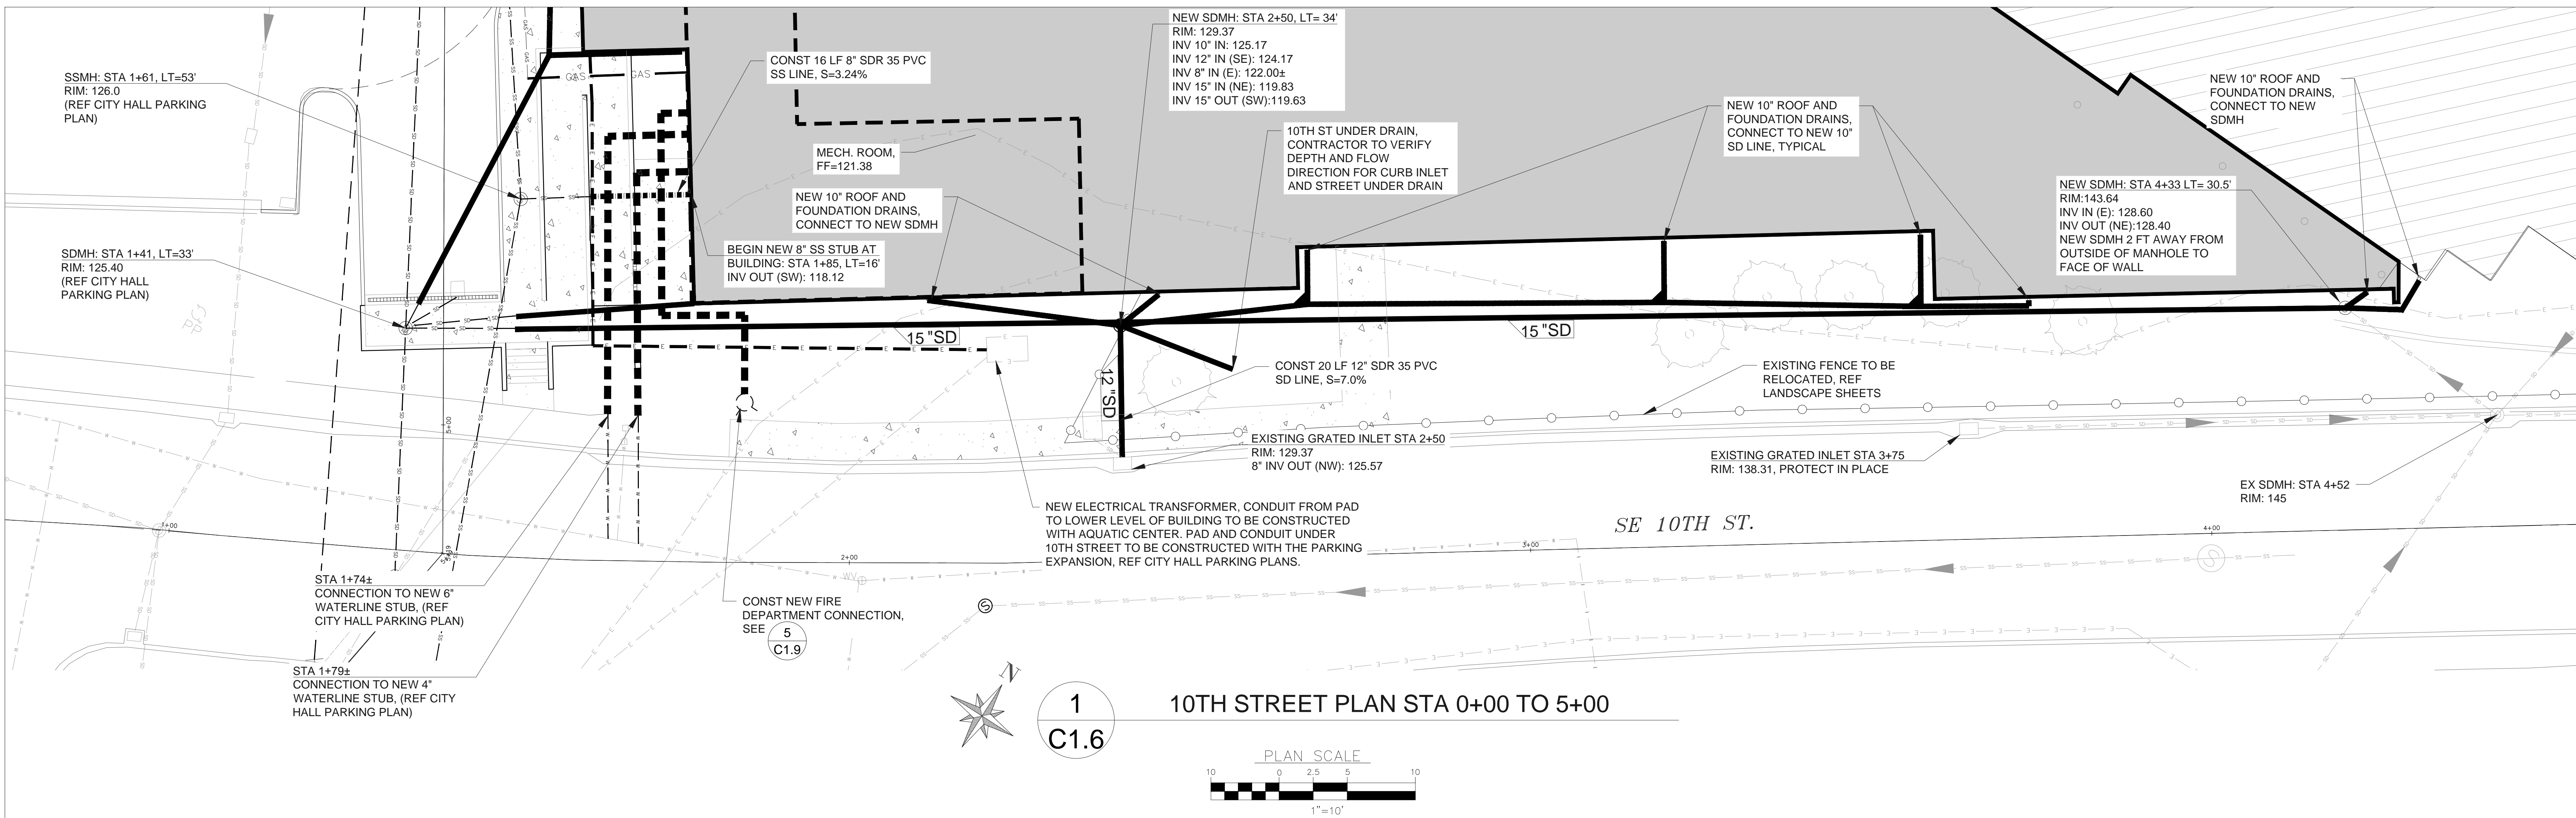 NEW SDMH: STA 2+50, LT= 34'
RIM: 129.37
INV 10" IN: 125.17
INV 12" IN (SE): 124.17
INV 8" IN (E): 122.00±
INV 15" IN (NE): 119.83
INV 15" OUT (SW):119.63
CONST 16 LF 8" SDR 35 PVC
SS LINE, S=3.24%
SSMH: STA 1+61, LT=53'
RIM: 126.0
(REF CITY HALL PARKING
PLAN)
GAS
GAS
GAS
GAS
NEW 10" ROOF AND
FOUNDATION DRAINS,
CONNECT TO NEW
SDMH
NEW 10" ROOF AND
FOUNDATION DRAINS,
CONNECT TO NEW 10"
SD LINE, TYPICAL
10TH ST UNDER DRAIN,
CONTRACTOR TO VERIFY
DEPTH AND FLOW
DIRECTION FOR CURB INLET
AND STREET UNDER DRAIN
MECH. ROOM,
FF=121.38
NEW 10" ROOF AND
FOUNDATION DRAINS,
CONNECT TO NEW SDMH
NEW SDMH: STA 4+33 LT= 30.5'
RIM:143.64
INV IN (E): 128.60
INV OUT (NE):128.40
NEW SDMH 2 FT AWAY FROM
OUTSIDE OF MANHOLE TO
FACE OF WALL
BEGIN NEW 8" SS STUB AT
BUILDING: STA 1+85, LT=16'
INV OUT (SW): 118.12
SDMH: STA 1+41, LT=33'
RIM: 125.40
(REF CITY HALL
PARKING PLAN)
15 "SD
15 "SD
12 "SD
CONST 20 LF 12" SDR 35 PVC
SD LINE, S=7.0%
EXISTING FENCE TO BE
RELOCATED, REF
LANDSCAPE SHEETS
EXISTING GRATED INLET STA 2+50
RIM: 129.37
8" INV OUT (NW): 125.57
EXISTING GRATED INLET STA 3+75
RIM: 138.31, PROTECT IN PLACE
EX SDMH: STA 4+52
RIM: 145
NEW ELECTRICAL TRANSFORMER, CONDUIT FROM PAD
TO LOWER LEVEL OF BUILDING TO BE CONSTRUCTED
WITH AQUATIC CENTER. PAD AND CONDUIT UNDER
10TH STREET TO BE CONSTRUCTED WITH THE PARKING
EXPANSION, REF CITY HALL PARKING PLANS.
SE 10TH ST.
1+00
2+00
3+00
4+00
5+00
WV
STA 1+74±
CONNECTION TO NEW 6"
WATERLINE STUB, (REF
CITY HALL PARKING PLAN)
CONST NEW FIRE
DEPARTMENT CONNECTION,
SEE
5
C1.9
STA 1+79±
CONNECTION TO NEW 4"
WATERLINE STUB, (REF CITY
HALL PARKING PLAN)
N
1
C1.6
10TH STREET PLAN STA 0+00 TO 5+00
PLAN SCALE
10 0 2.5 5 10
1"=10'